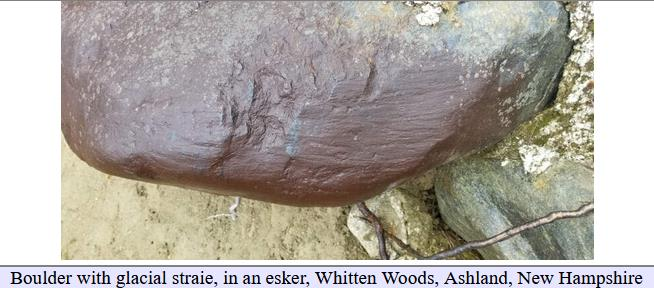 Boulder with glacial straie, in an esker, Whitten Woods, Ashland, New Hampshire